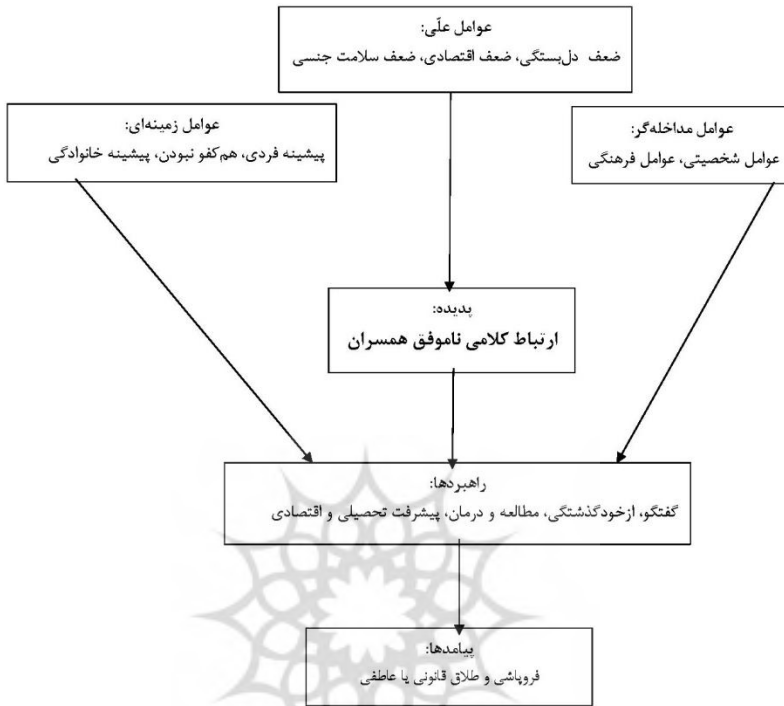 عوامل علّی:
ضعف دل‌بستگی، ضعف اقتصادی، ضعف سلامت جنسی
عوامل زمینه‌ای:
پیشینه فردی، هم‌کفو نبودن، پیشینه خانوادگی
عوامل مداخله‌گر:
عوامل شخصیتی، عوامل فرهنگی
پدیده:
ارتباط کلامی ناموفق همسران
راهبردها:
گفتگو، ازخودگذشتگی، مطالعه و درمان، پیشرفت تحصیلی و اقتصادی
پیامدها:
فروپاشی و طلاق قانونی یا عاطفی